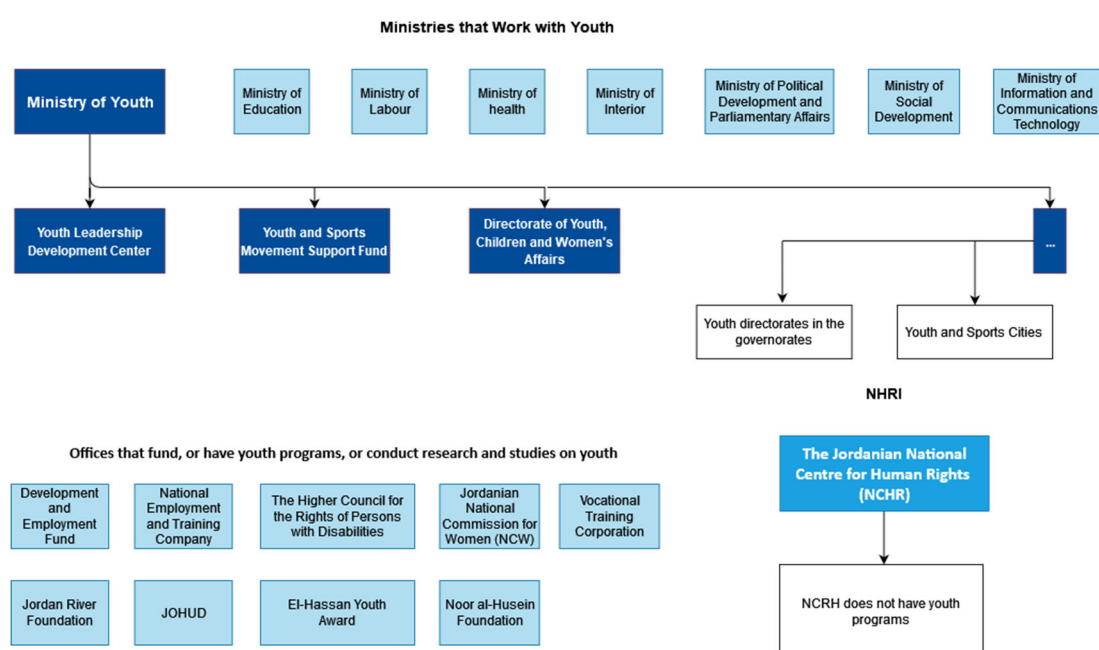 Ministries that Work with Youth
Ministry of Youth
Ministry of
Education
Ministry of
Labour
Ministry of
health
Ministry of
Interior
Ministry of Political
Development and
Parliamentary Affairs
Ministry of
Social
Development
Ministry of
Information and
Communications
Technology
Youth Leadership
Development Center
Youth and Sports
Movement Support Fund
Directorate of Youth,
Children and Women's
Affairs
...
Youth directorates in the
governorates
Youth and Sports Cities
NHRI
The Jordanian National
Centre for Human Rights
(NCHR)
NCRH does not have youth
programs
Offices that fund, or have youth programs, or conduct research and studies on youth
Development
and
Employment
Fund
National
Employment
and Training
Company
The Higher Council for
the Rights of Persons
with Disabilities
Jordanian
National
Commission for
Women (NCW)
Vocational
Training
Corporation
Jordan River
Foundation
JOHUD
El-Hassan Youth
Award
Noor al-Husein
Foundation